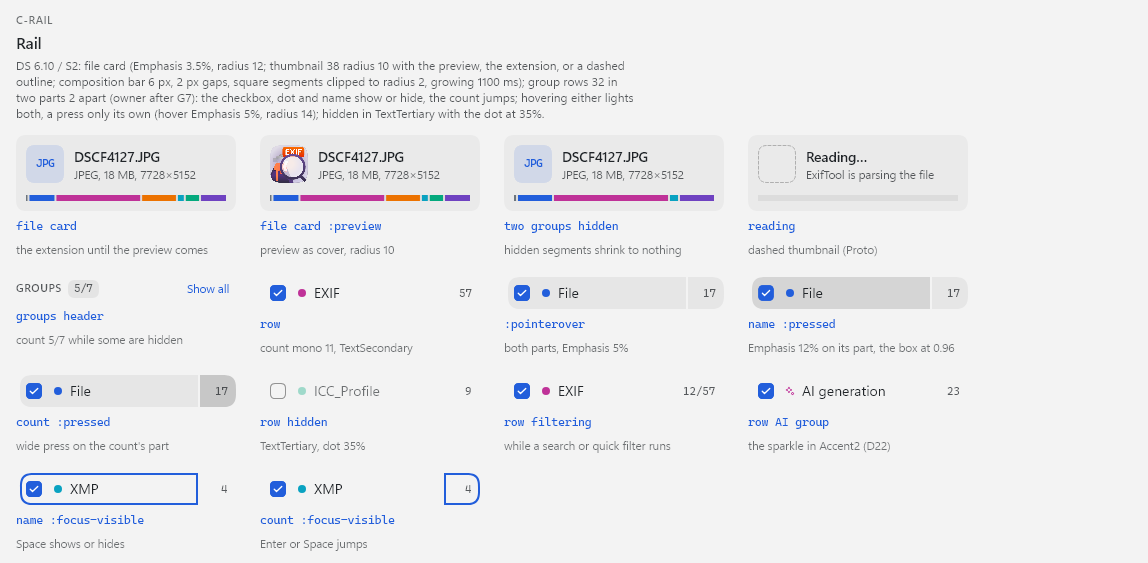 C-RAIL
Rail
DS 6.10 / S2: file card (Emphasis 3.5%, radius 12; thumbnail 38 radius 10 with the preview, the extension, or a dashed
outline; composition bar 6 px, 2 px gaps, square segments clipped to radius 2, growing 1100 ms); group rows 32 in
two parts 2 apart (owner after G7): the checkbox, dot and name show or hide, the count jumps; hovering either lights
both, a press only its own (hover Emphasis 5%, radius 14); hidden in TextTertiary with the dot at 35%.
JPG
DSCF4127.JPG
JPEG, 18 MB, 7728×5152
file card
the extension until the preview comes
EXIF
DSCF4127.JPG
JPEG, 18 MB, 7728×5152
file card :preview
preview as cover, radius 10
JPG
DSCF4127.JPG
JPEG, 18 MB, 7728×5152
two groups hidden
hidden segments shrink to nothing
Reading...
ExifTool is parsing the file
reading
dashed thumbnail (Proto)
GROUPS 5/7 Show all
groups header
count 5/7 while some are hidden
EXIF 57
row
count mono 11, TextSecondary
File 17
:pointerover
both parts, Emphasis 5%
File 17
name :pressed
Emphasis 12% on its part, the box at 0.96
File 17
count :pressed
wide press on the count's part
ICC_Profile 9
row hidden
TextTertiary, dot 35%
EXIF 12/57
row filtering
while a search or quick filter runs
AI generation 23
row AI group
the sparkle in Accent2 (D22)
XMP 4
name :focus-visible
Space shows or hides
XMP 4
count :focus-visible
Enter or Space jumps